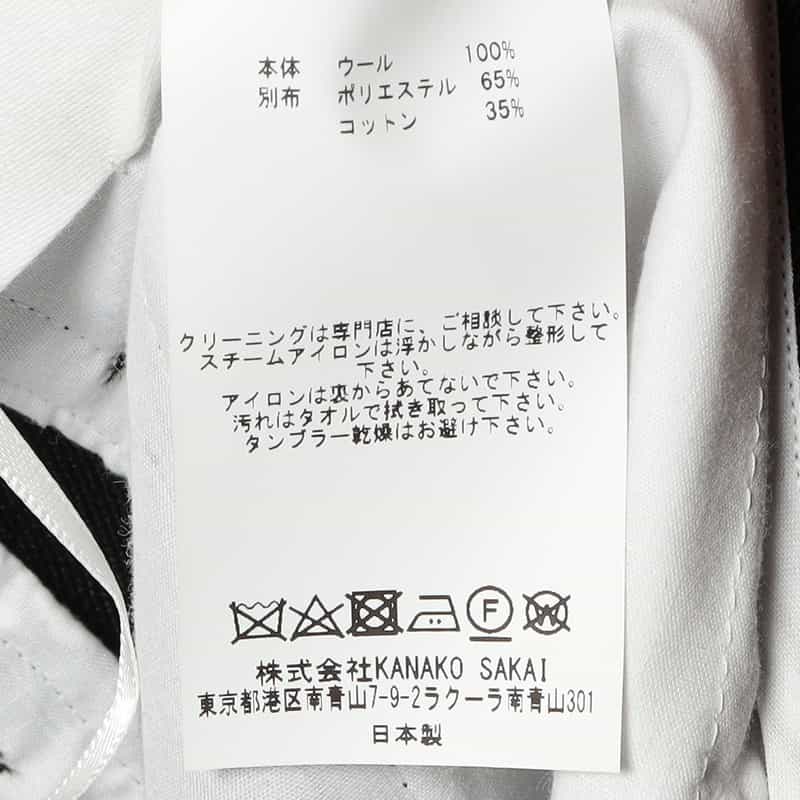 本体 ウール 100%
別布 ポリエステル 65%
コットン 35%
クリーニングは専門店に、ご相談して下さい。
スチームアイロンは浮かしながら整形して
下さい。
アイロンは裏からあてないで下さい。
汚れはタオルで拭き取って下さい。
タンブラー乾燥はお避け下さい。
F W
株式会社KANAKO SAKAI
東京都港区南青山7-9-2ラクーラ南青山301
日本製